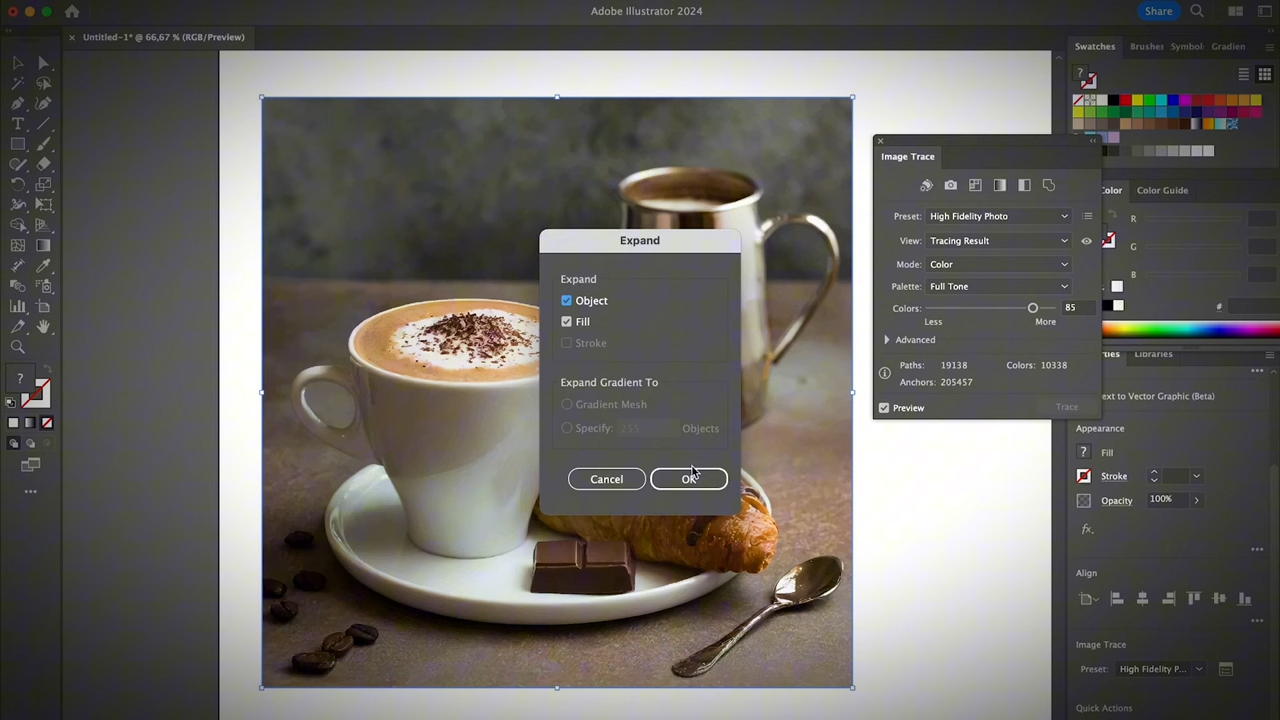 Adobe Illustrator 2024
Share
Untitled-1* @ 66,67 % (RGB/Preview)
Swatches Brushes Symbol Gradien
Image Trace
Color Guide
Preset: High Fidelity Photo
R
View: Tracing Result
G
Mode: Color
B
Palette: Full Tone
Colors: 85
#
Less More
Advanced
Paths: 19138 Colors: 10338
Anchors: 205457
Preview Trace
Libraries
Appearance
Fill
Stroke
Opacity 100%
fx
Align
Image Trace
Preset: High Fidelity P...
Quick Actions
Expand
Expand
Object
Fill
Stroke
Expand Gradient To
Gradient Mesh
Specify: 255 Objects
Cancel OK
ext to Vector Graphic (Beta)